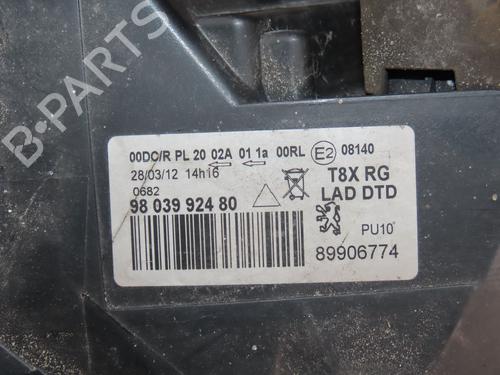 B-PARTS
00DC/R PL 20 02A 01 1a 00RL E2 08140
28/03/12 14h16
0682
98 039 924 80
T8X RG
LAD DTD
PU10
89906774